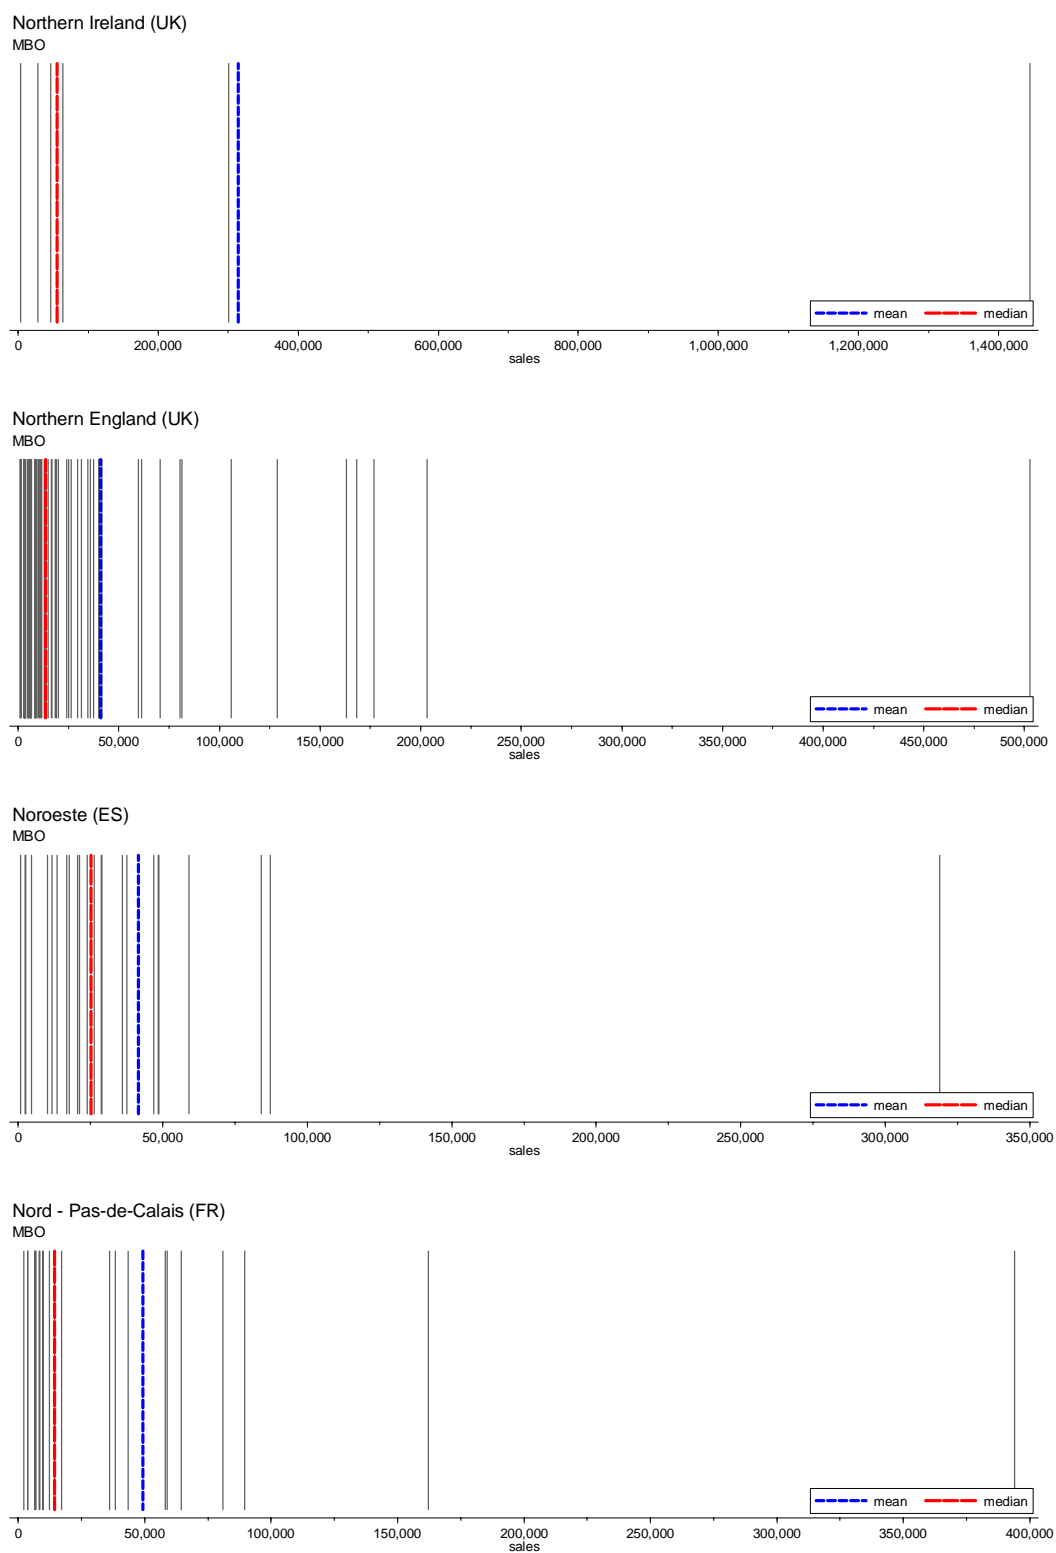 Northern Ireland (UK)
MBO
mean median
0 200,000 400,000 600,000 800,000 1,000,000 1,200,000 1,400,000
sales
Northern England (UK)
MBO
mean median
0 50,000 100,000 150,000 200,000 250,000 300,000 350,000 400,000 450,000 500,000
sales
Noroeste (ES)
MBO
mean median
0 50,000 100,000 150,000 200,000 250,000 300,000 350,000
sales
Nord - Pas-de-Calais (FR)
MBO
mean median
0 50,000 100,000 150,000 200,000 250,000 300,000 350,000 400,000
sales